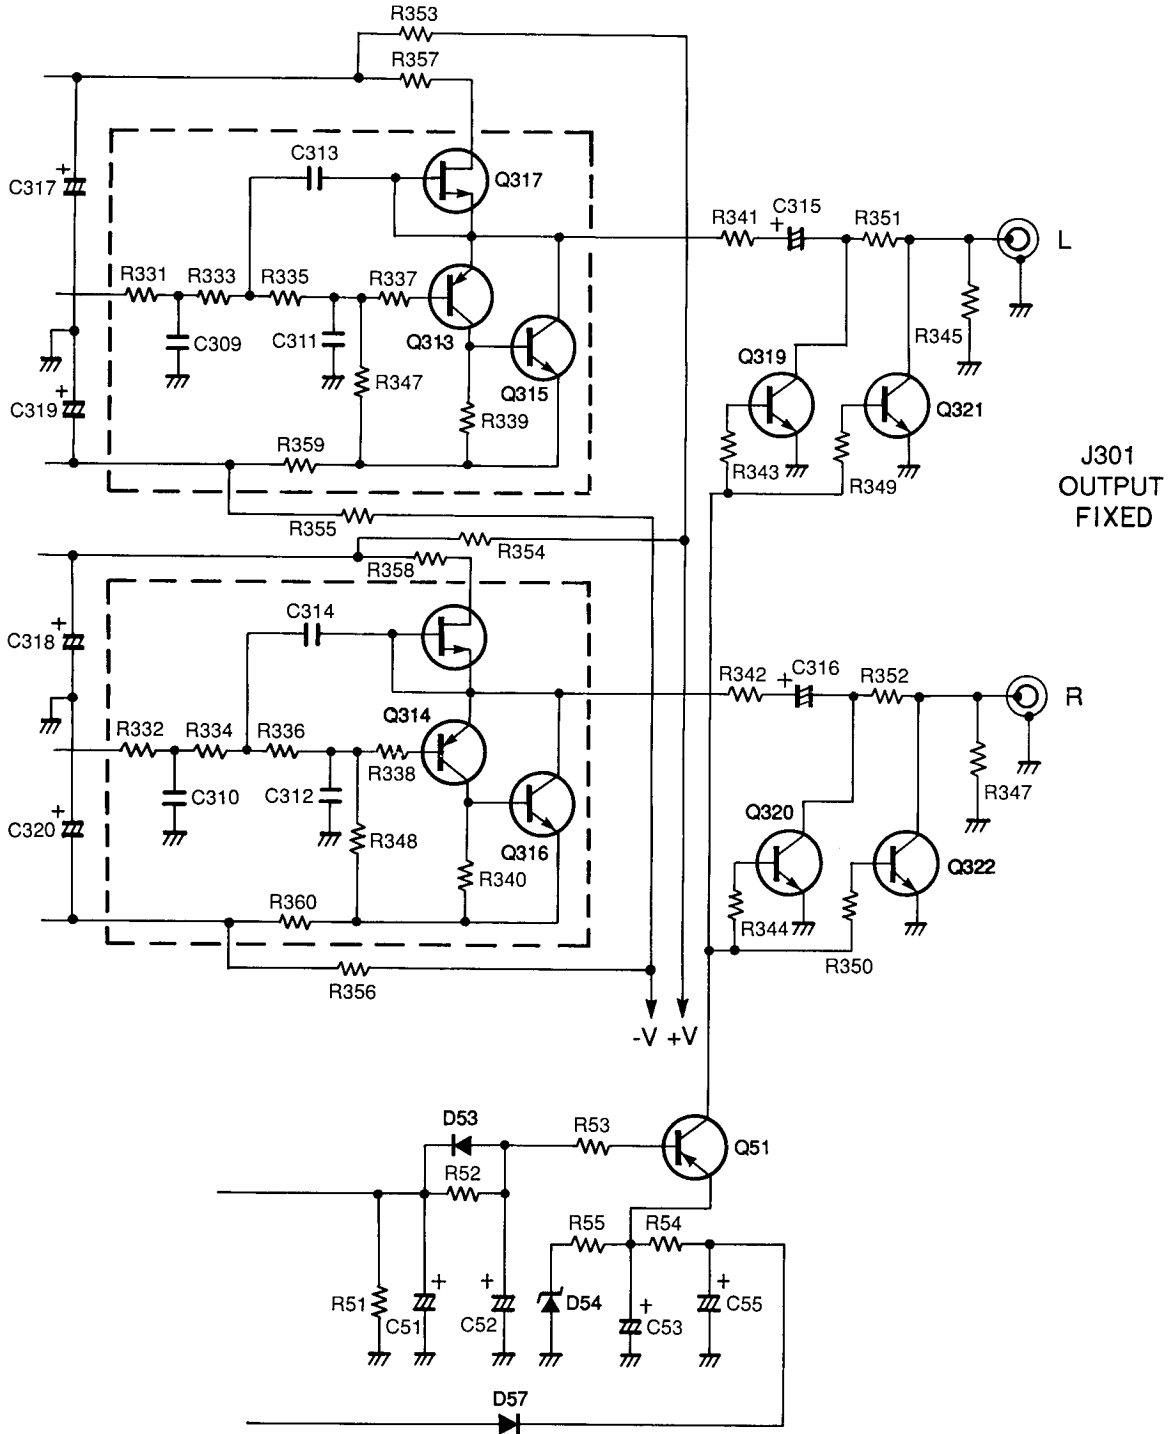 R353
R357
C313
Q317
C317
+
R341
C315
+
R351
L
R331
R333
R335
R337
C309
C311
Q313
Q315
R345
R347
Q319
Q321
C319
+
R339
R359
R343
R349
J301
OUTPUT
FIXED
R355
R354
R358
C314
C318
+
R342
C316
+
R352
R
Q314
R332
R334
R336
R338
C310
C312
R347
C320
+
R348
Q316
Q320
Q322
R340
R360
R344
R350
R356
-V +V
D53
R53
Q51
R52
R55
R54
R51
C51
+
C52
+
D54
C53
+
C55
+
D57